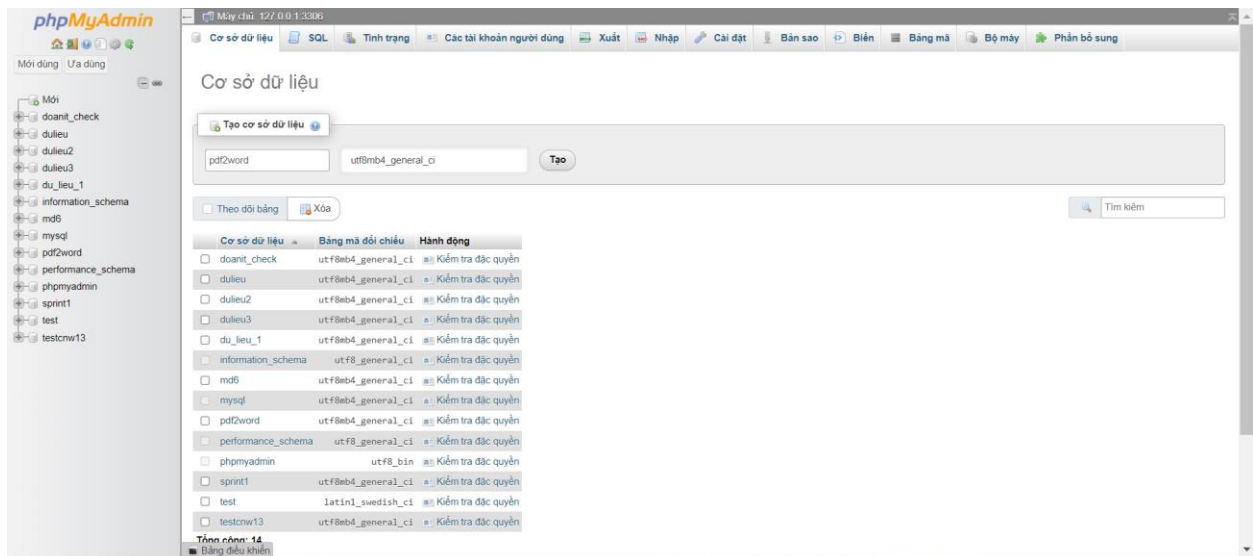 phpMyAdmin
Mới dùng Ưa dùng
Mới
doanit_check
dulieu
dulieu2
dulieu3
du_lieu_1
information_schema
md6
mysql
pdf2word
performance_schema
phpmyadmin
sprint1
test
testcnw13
Máy chủ: 127.0.0.1:3306
Cơ sở dữ liệu SQL Tình trạng Các tài khoản người dùng Xuất Nhập Cài đặt Bản sao Biến Bảng mã Bộ máy Phần bổ sung
Cơ sở dữ liệu
Tạo cơ sở dữ liệu
pdf2word utf8mb4_general_ci Tạo
Theo dõi bảng Xóa Tìm kiếm
Cơ sở dữ liệu Bảng mã đối chiếu Hành động
doanit_check utf8mb4_general_ci Kiểm tra đặc quyền
dulieu utf8mb4_general_ci Kiểm tra đặc quyền
dulieu2 utf8mb4_general_ci Kiểm tra đặc quyền
dulieu3 utf8mb4_general_ci Kiểm tra đặc quyền
du_lieu_1 utf8mb4_general_ci Kiểm tra đặc quyền
information_schema utf8_general_ci Kiểm tra đặc quyền
md6 utf8mb4_general_ci Kiểm tra đặc quyền
mysql utf8mb4_general_ci Kiểm tra đặc quyền
pdf2word utf8mb4_general_ci Kiểm tra đặc quyền
performance_schema utf8_general_ci Kiểm tra đặc quyền
phpmyadmin utf8_bin Kiểm tra đặc quyền
sprint1 utf8mb4_general_ci Kiểm tra đặc quyền
test latin1_swedish_ci Kiểm tra đặc quyền
testcnw13 utf8mb4_general_ci Kiểm tra đặc quyền
Tổng cộng: 14
Bảng điều khiển